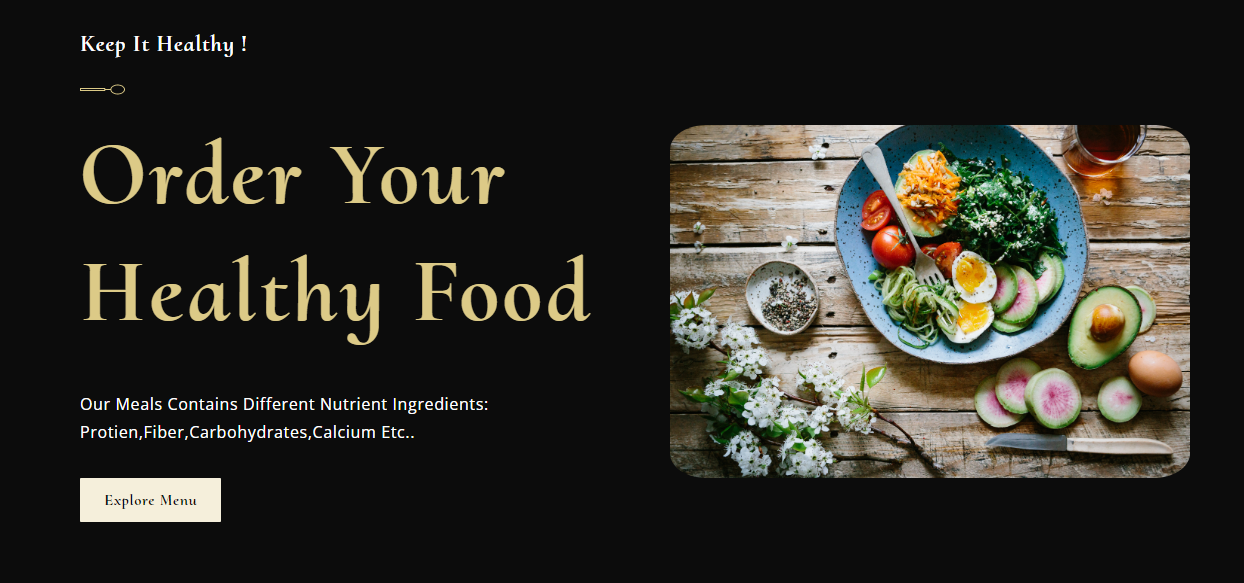 Keep It Healthy !
Order Your
Healthy Food
Our Meals Contains Different Nutrient Ingredients:
Protien,Fiber,Carbohydrates,Calcium Etc..
Explore Menu